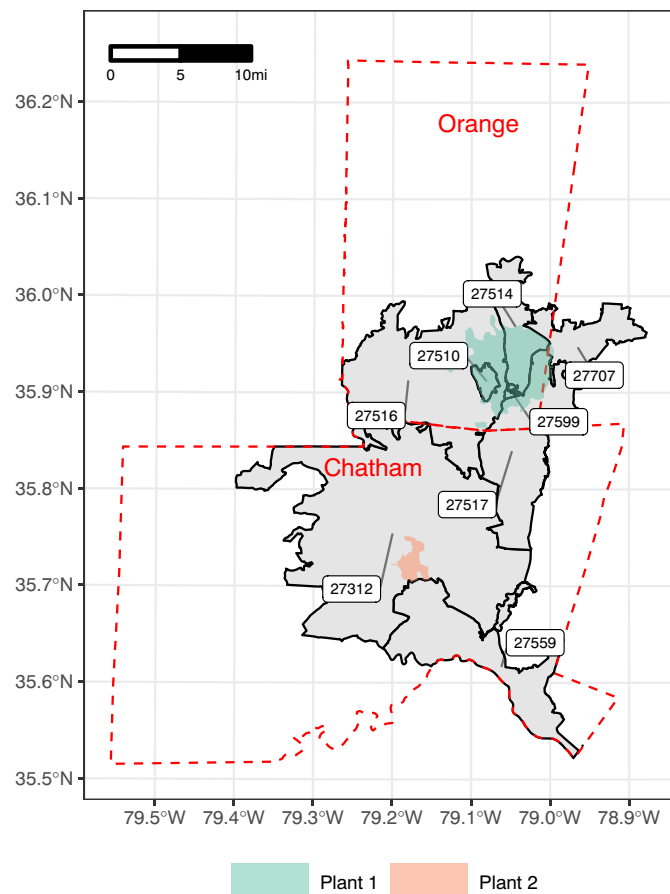 0 5 10mi
36.2°N
Orange
36.1°N
36.0°N
27514
27510
27707
35.9°N
27516
27599
Chatham
35.8°N
27517
35.7°N
27312
27559
35.6°N
35.5°N
79.5°W 79.4°W 79.3°W 79.2°W 79.1°W 79.0°W 78.9°W
Plant 1 Plant 2